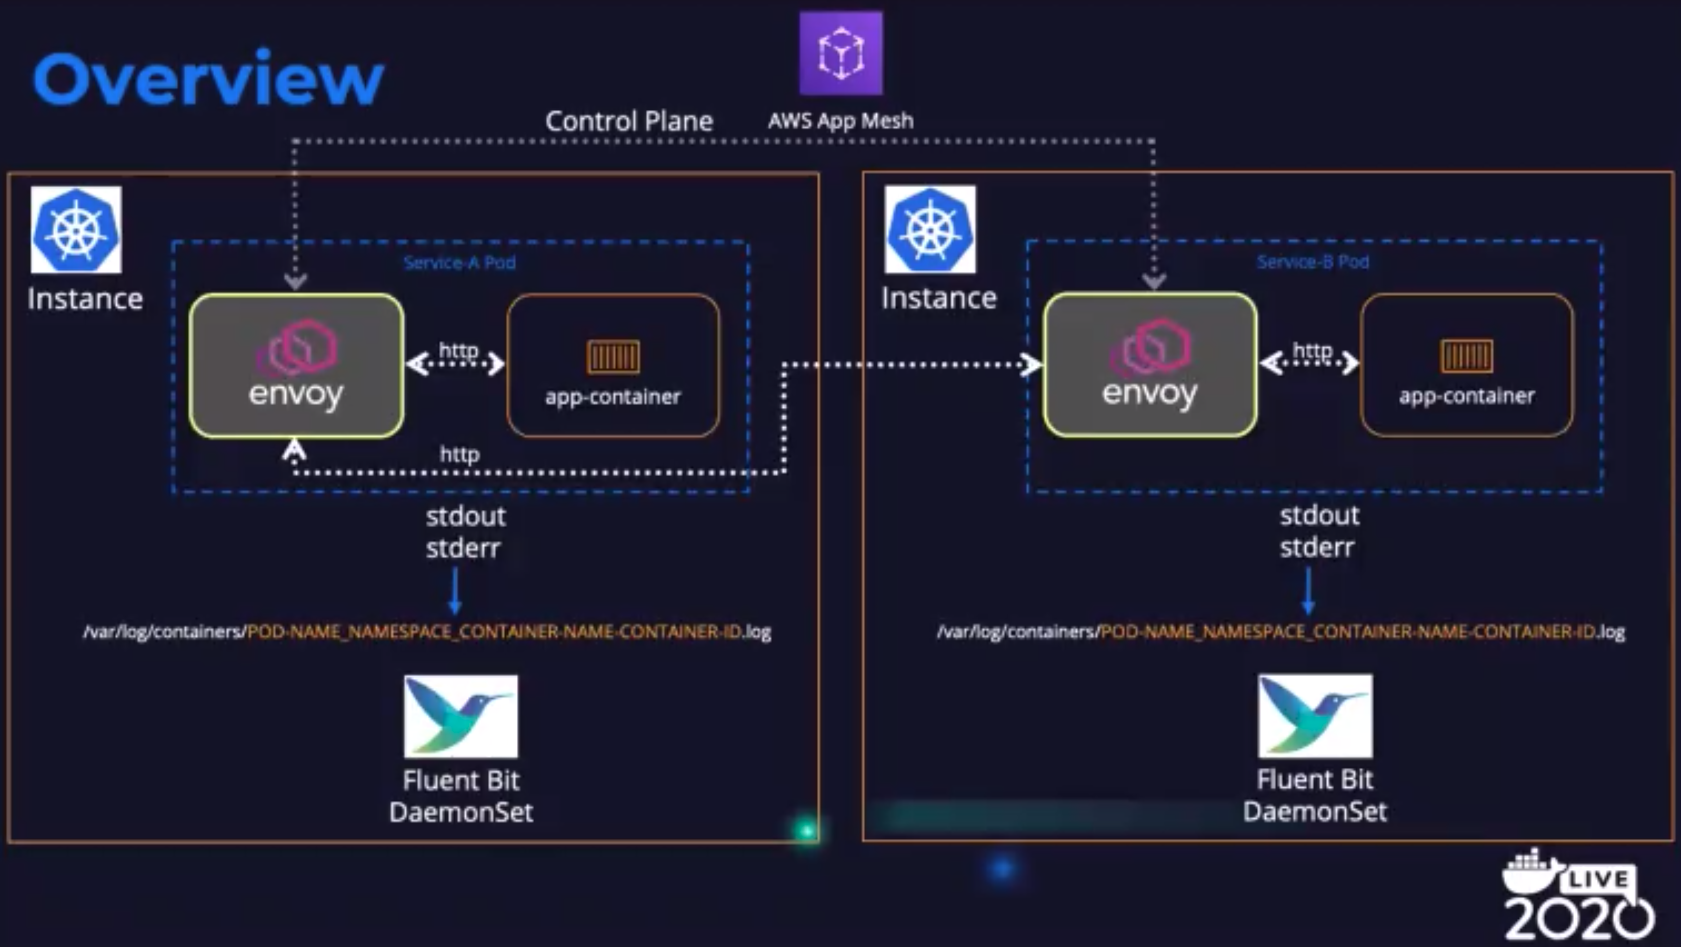 Overview
Control Plane
AWS App Mesh
Instance
Service-A Pod
envoy
http
app-container
http
stdout
stderr
/var/log/containers/POD-NAME_NAMESPACE_CONTAINER-NAME-CONTAINER-ID.log
Fluent Bit
DaemonSet
Instance
Service-B Pod
envoy
http
app-container
stdout
stderr
/var/log/containers/POD-NAME_NAMESPACE_CONTAINER-NAME-CONTAINER-ID.log
Fluent Bit
DaemonSet
LIVE
2020